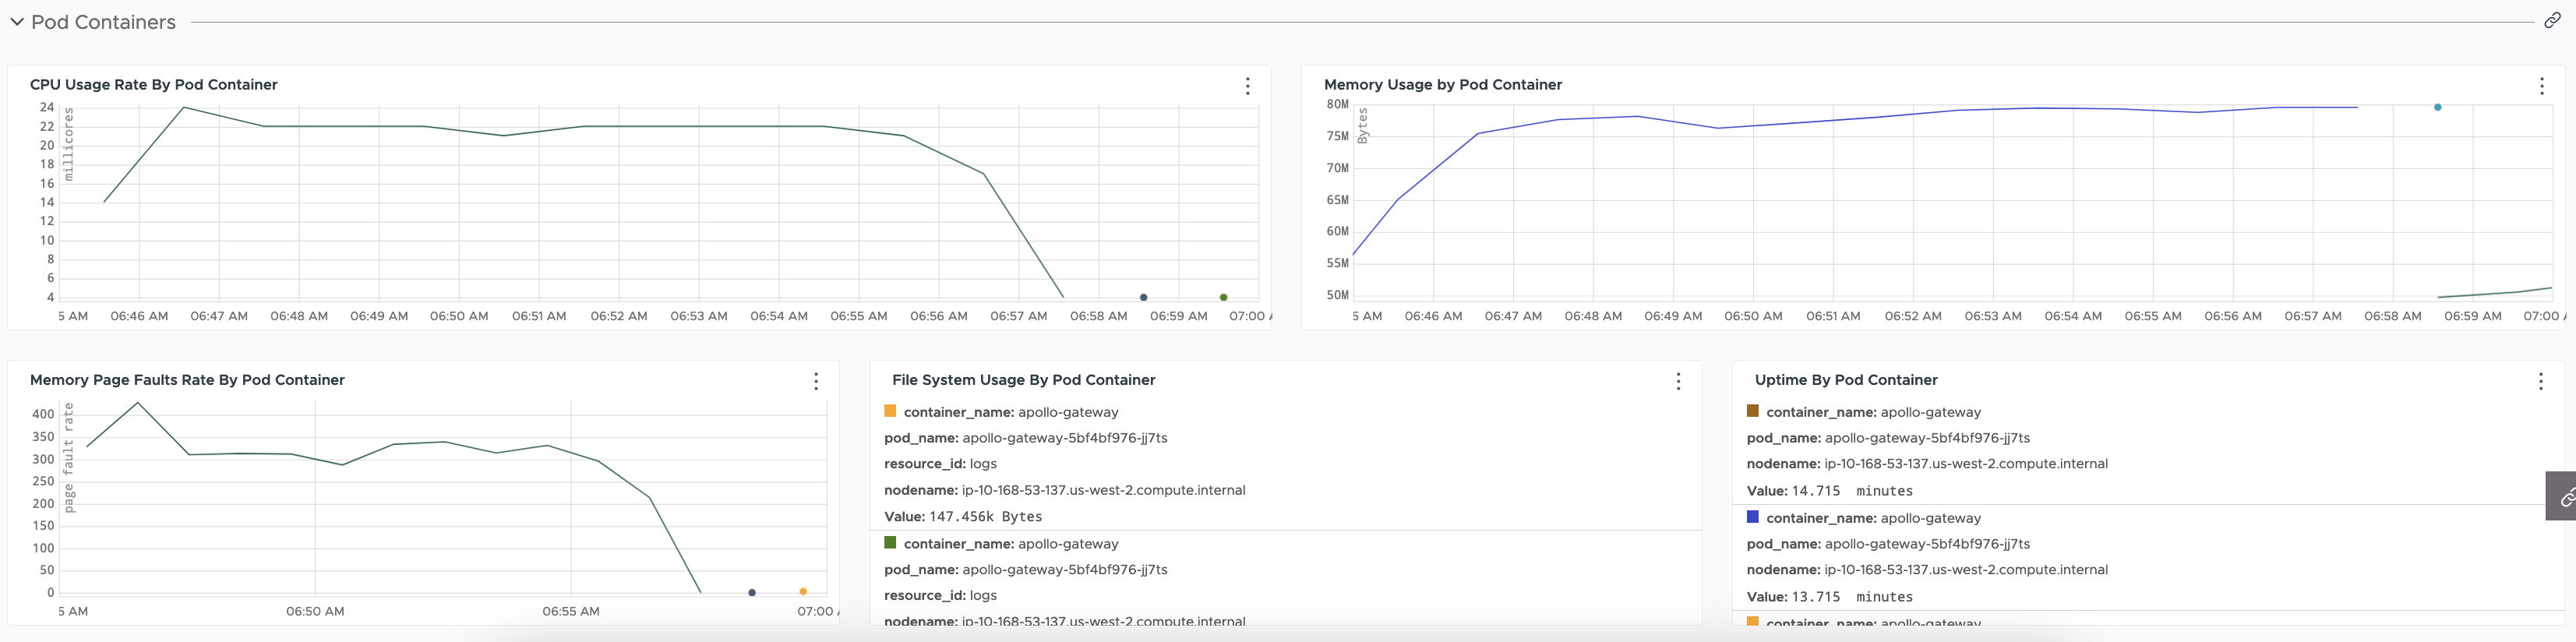 Pod Containers
CPU Usage Rate By Pod Container
24
22
20
18
16
14
12
10
8
6
4
millicores
5 AM 06:46 AM 06:47 AM 06:48 AM 06:49 AM 06:50 AM 06:51 AM 06:52 AM 06:53 AM 06:54 AM 06:55 AM 06:56 AM 06:57 AM 06:58 AM 06:59 AM 07:00 A
Memory Usage by Pod Container
80M
75M
70M
65M
60M
55M
50M
Bytes
5 AM 06:46 AM 06:47 AM 06:48 AM 06:49 AM 06:50 AM 06:51 AM 06:52 AM 06:53 AM 06:54 AM 06:55 AM 06:56 AM 06:57 AM 06:58 AM 06:59 AM 07:00 A
Memory Page Faults Rate By Pod Container
400
350
300
250
200
150
100
50
0
page fault rate
5 AM 06:50 AM 06:55 AM 07:00 A
File System Usage By Pod Container
container_name: apollo-gateway
pod_name: apollo-gateway-5bf4bf976-jj7ts
resource_id: logs
nodename: ip-10-168-53-137.us-west-2.compute.internal
Value: 147.456k Bytes
container_name: apollo-gateway
pod_name: apollo-gateway-5bf4bf976-jj7ts
resource_id: logs
nodename: ip-10-168-53-137.us-west-2.compute.internal
Uptime By Pod Container
container_name: apollo-gateway
pod_name: apollo-gateway-5bf4bf976-jj7ts
nodename: ip-10-168-53-137.us-west-2.compute.internal
Value: 14.715 minutes
container_name: apollo-gateway
pod_name: apollo-gateway-5bf4bf976-jj7ts
nodename: ip-10-168-53-137.us-west-2.compute.internal
Value: 13.715 minutes
container_name: apollo-gateway